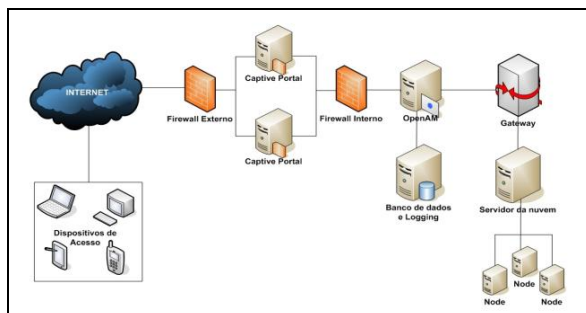 INTERNET
Firewall Externo
Captive Portal
Captive Portal
Firewall Interno
OpenAM
Gateway
Banco de dados
e Logging
Servidor da nuvem
Dispositivos de
Acesso
Node
Node
Node